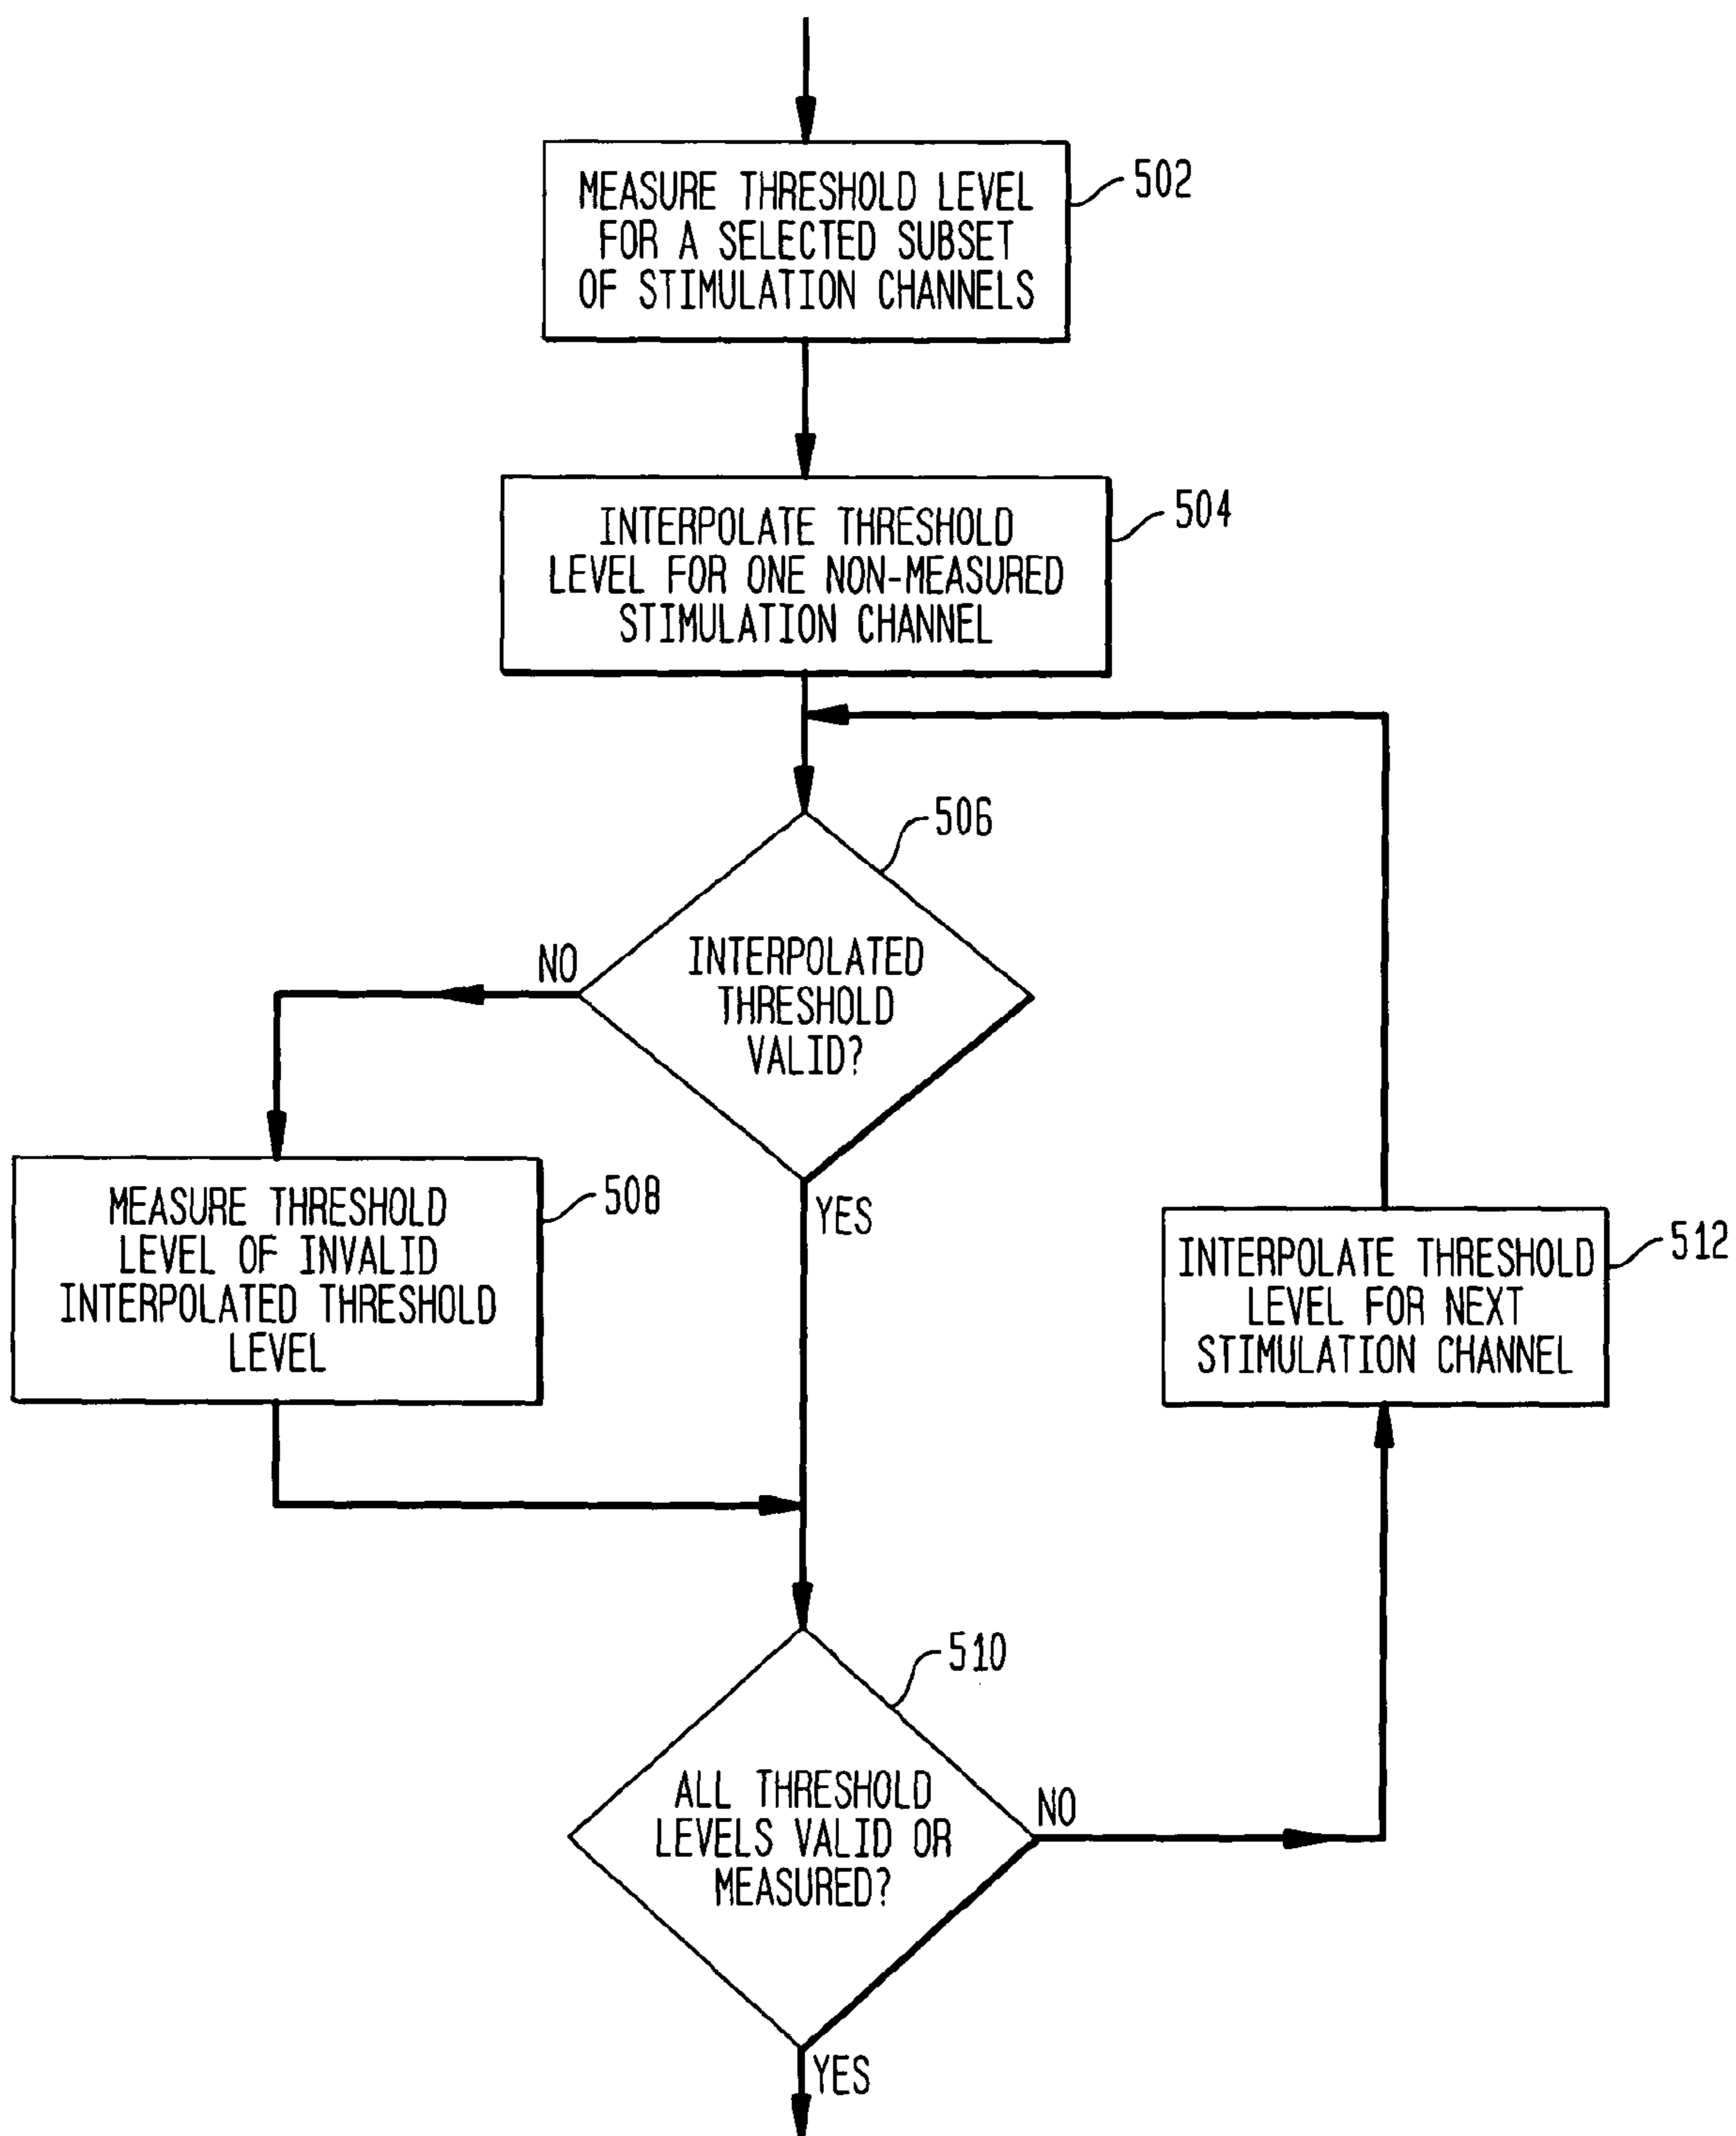 MEASURE THRESHOLD LEVEL
FOR A SELECTED SUBSET
OF STIMULATION CHANNELS
502
INTERPOLATE THRESHOLD
LEVEL FOR ONE NON-MEASURED
STIMULATION CHANNEL
504
506
INTERPOLATED
THRESHOLD
VALID?
NO
YES
MEASURE THRESHOLD
LEVEL OF INVALID
INTERPOLATED THRESHOLD
LEVEL
508
INTERPOLATE THRESHOLD
LEVEL FOR NEXT
STIMULATION CHANNEL
512
510
ALL THRESHOLD
LEVELS VALID OR
MEASURED?
NO
YES